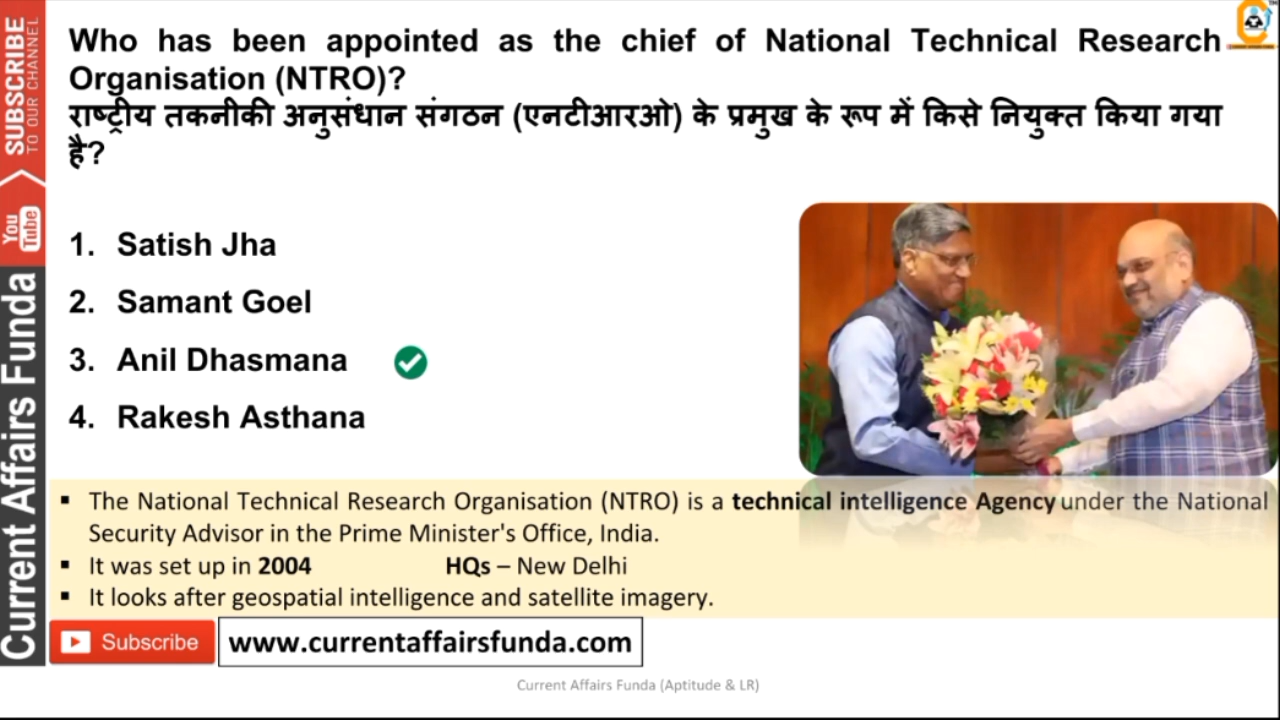 Who has been appointed as the chief of National Technical Research
Organisation (NTRO)?
राष्ट्रीय तकनीकी अनुसंधान संगठन (एनटीआरओ) के प्रमुख के रूप में किसे नियुक्त किया गया
है?
1. Satish Jha
2. Samant Goel
3. Anil Dhasmana
4. Rakesh Asthana
▪ The National Technical Research Organisation (NTRO) is a technical intelligence Agency under the National
Security Advisor in the Prime Minister's Office, India.
▪ It was set up in 2004 HQs – New Delhi
▪ It looks after geospatial intelligence and satellite imagery.
Subscribe
www.currentaffairsfunda.com
Current Affairs Funda (Aptitude & LR)
SUBSCRIBE
TO OUR CHANNEL
You
Tube
Current Affairs Funda